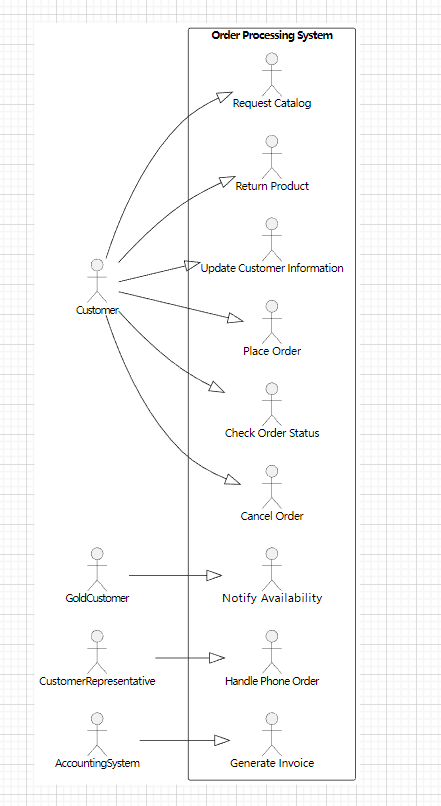 Order Processing System
Request Catalog
Return Product
Update Customer Information
Customer
Place Order
Check Order Status
Cancel Order
GoldCustomer
Notify Availability
CustomerRepresentative
Handle Phone Order
AccountingSystem
Generate Invoice